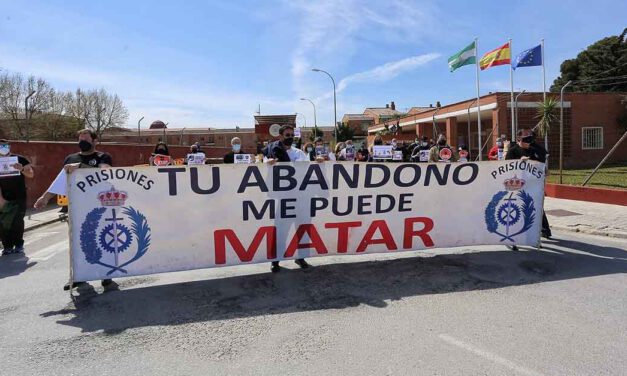 PRISIONES
TU ABANDONO
ME PUEDE
MATAR
PRISIONES